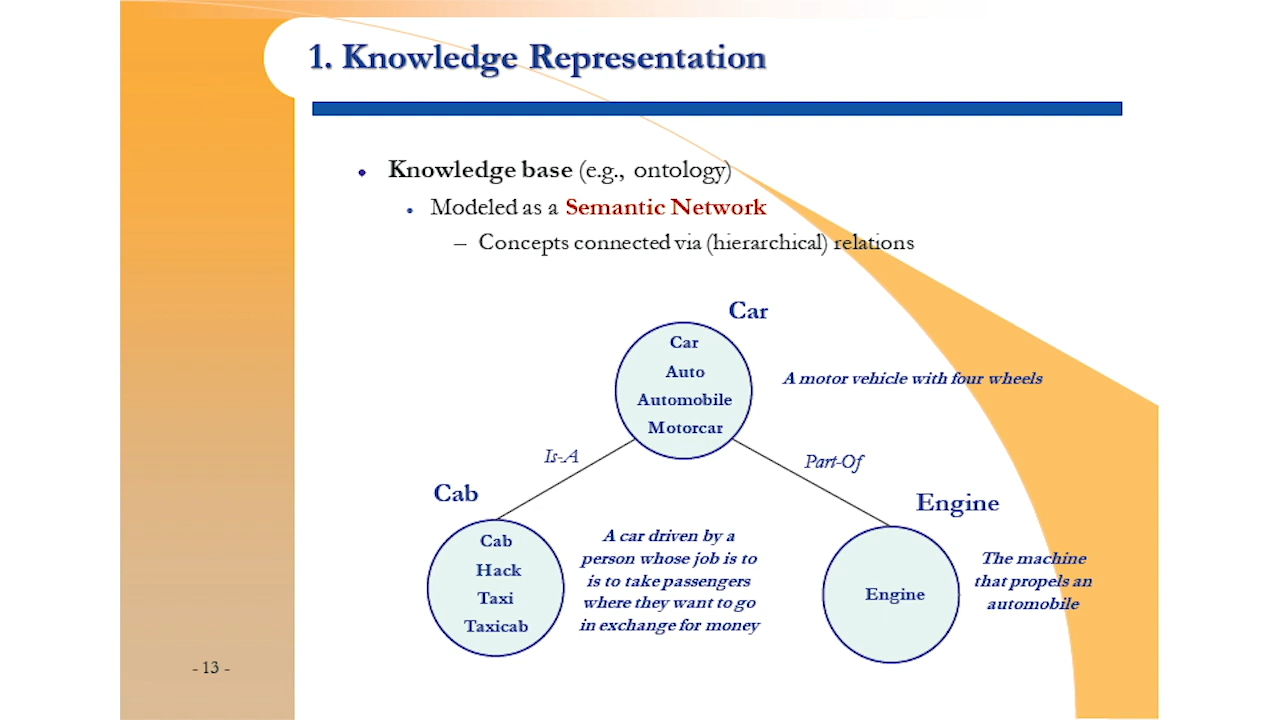 1. Knowledge Representation
• Knowledge base (e.g., ontology)
• Modeled as a Semantic Network
– Concepts connected via (hierarchical) relations
Car
Car
Auto
Automobile
Motorcar
A motor vehicle with four wheels
Is-A
Part-Of
Cab
Cab
Hack
Taxi
Taxicab
A car driven by a
person whose job is to
is to take passengers
where they want to go
in exchange for money
Engine
Engine
The machine
that propels an
automobile
- 13 -